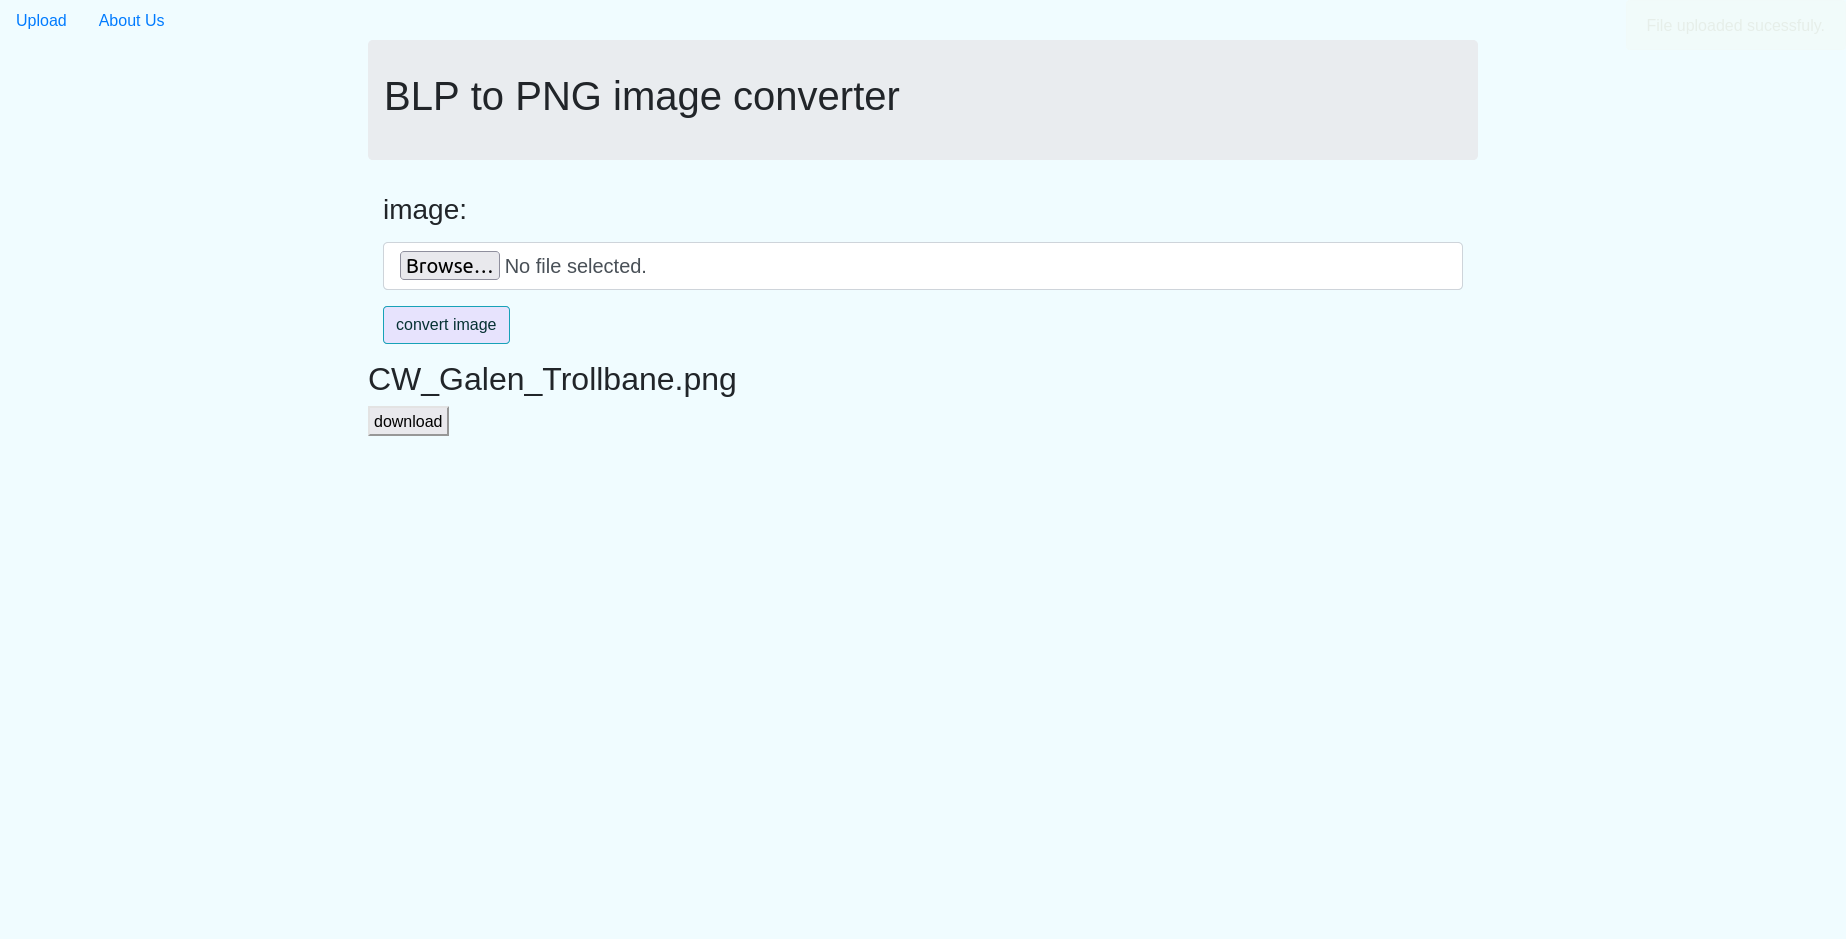 Upload About Us
File uploaded sucessfuly.
BLP to PNG image converter
image:
Browse... No file selected.
convert image
CW_Galen_Trollbane.png
download